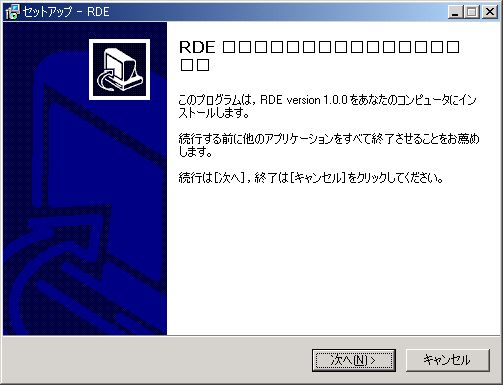 セットアップ - RDE
RDE □□□□□□□□□□□□□□□
□□
このプログラムは，RDE version 1.0.0 をあなたのコンピュータにイン
ストールします。
続行する前に他のアプリケーションをすべて終了させることをお薦め
します。
続行は[次へ]，終了は[キャンセル]をクリックしてください。
次へ(N) >
キャンセル